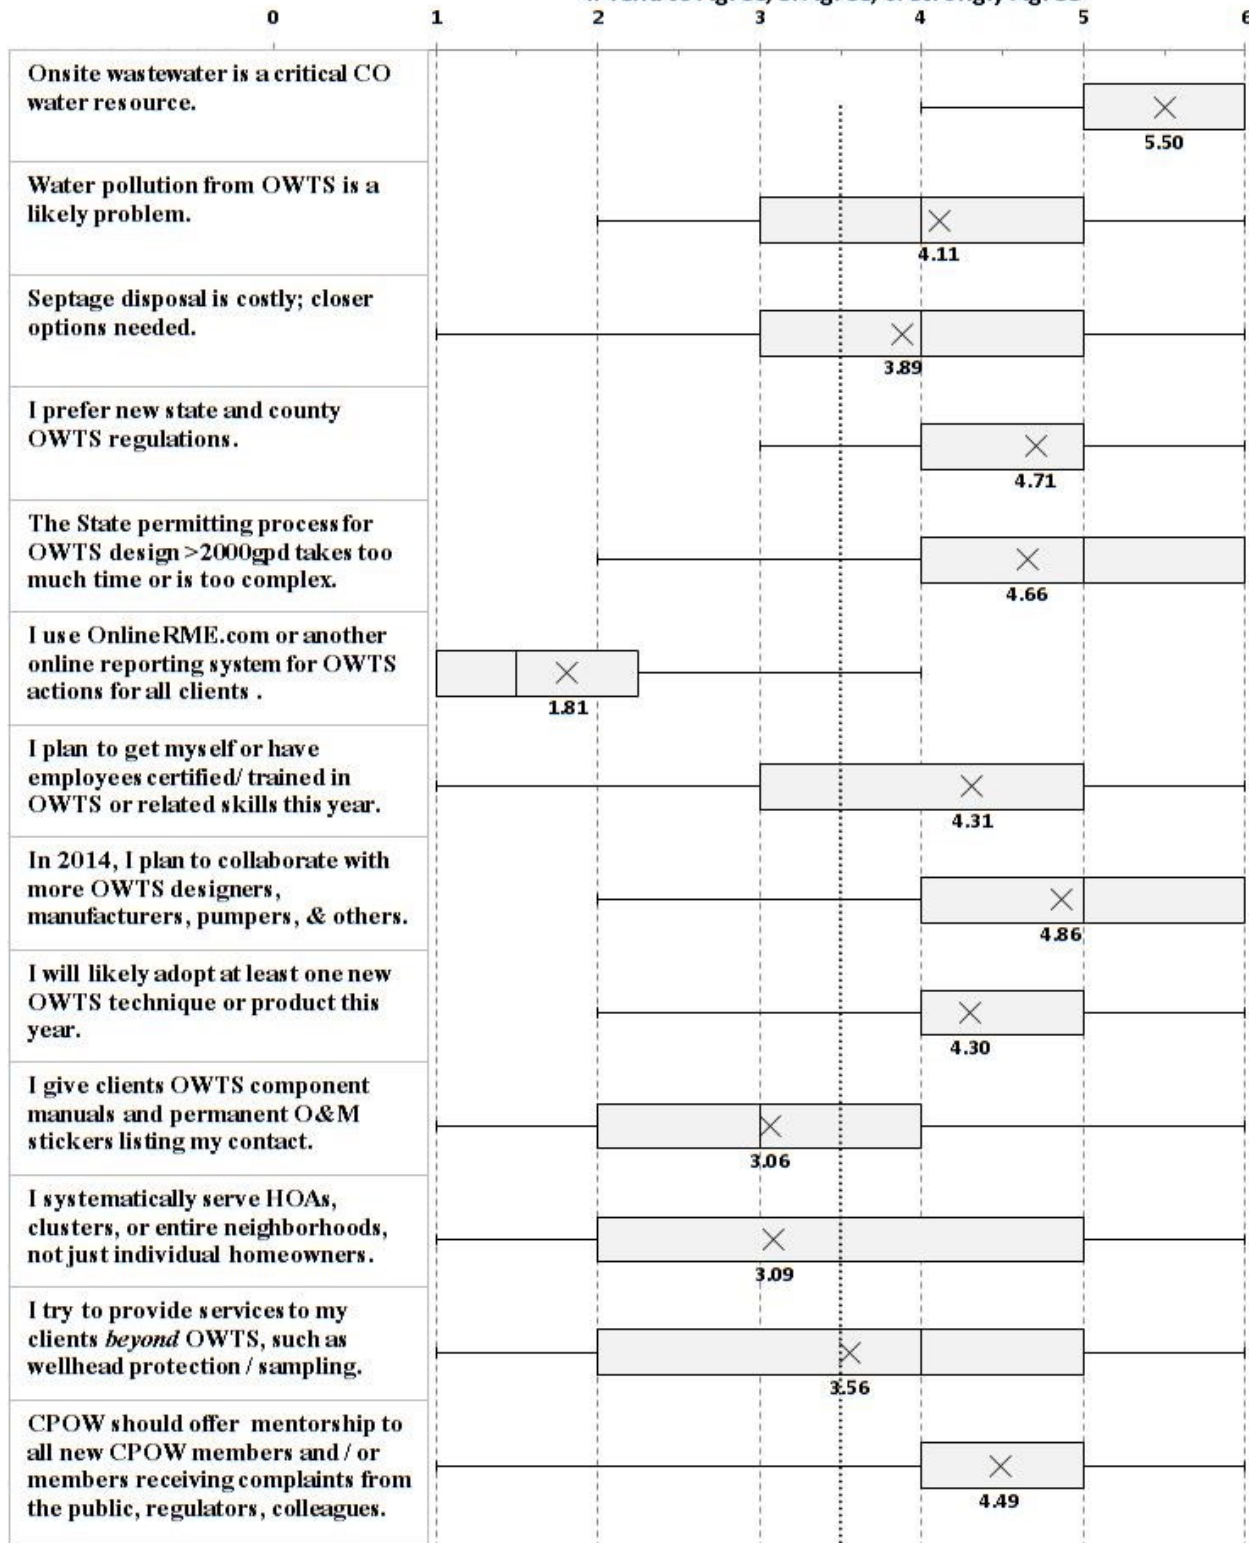 4. Tend to Agree, 5. Agree, 6. Strongly Agree
0 1 2 3 4 5 6
Onsite wastewater is a critical CO
water resource.
5.50
Water pollution from OWTS is a
likely problem.
4.11
Septage disposal is costly; closer
options needed.
3.89
I prefer new state and county
OWTS regulations.
4.71
The State permitting process for
OWTS design >2000gpd takes too
much time or is too complex.
4.66
I use OnlineRME.com or another
online reporting system for OWTS
actions for all clients .
1.81
I plan to get myself or have
employees certified/ trained in
OWTS or related skills this year.
4.31
In 2014, I plan to collaborate with
more OWTS designers,
manufacturers, pumpers, & others.
4.86
I will likely adopt at least one new
OWTS technique or product this
year.
4.30
I give clients OWTS component
manuals and permanent O&M
stickers listing my contact.
3.06
I systematically serve HOAs,
clusters, or entire neighborhoods,
not just individual homeowners.
3.09
I try to provide services to my
clients beyond OWTS, such as
wellhead protection / sampling.
3.56
CPOW should offer mentorship to
all new CPOW members and / or
members receiving complaints from
the public, regulators, colleagues.
4.49